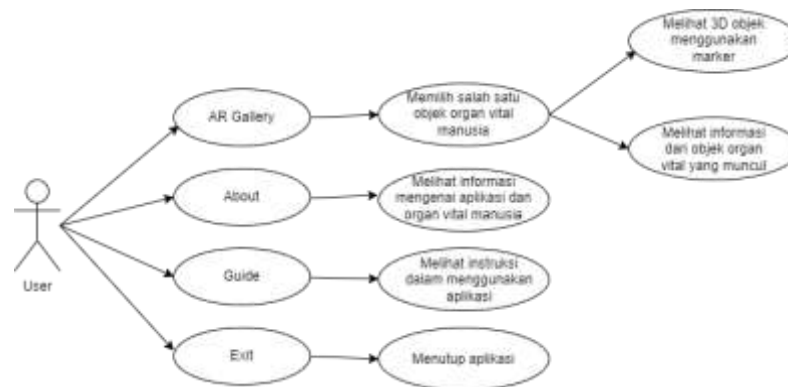 Melihat 3D objek
menggunakan
marker
AR Gallery
Memilih salah satu
objek organ vital
manusia
Melihat informasi
dari objek organ
vital yang muncul
About
Melihat informasi
mengenai aplikasi dan
organ vital manusia
User
Guide
Melihat instruksi
dalam menggunakan
aplikasi
Exit
Menutup aplikasi